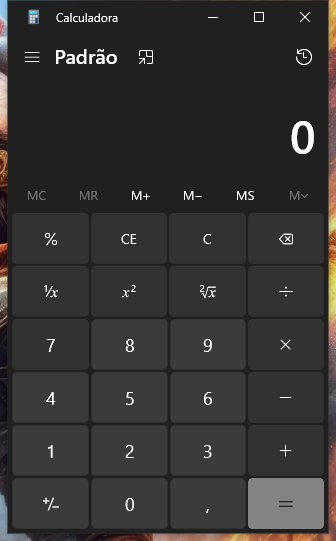 Calculadora
Padrão
0
MC MR M+ M− MS M
% CE C
¹/x x² ²√x ÷
7 8 9 ×
4 5 6 −
1 2 3 +
+/− 0 , =